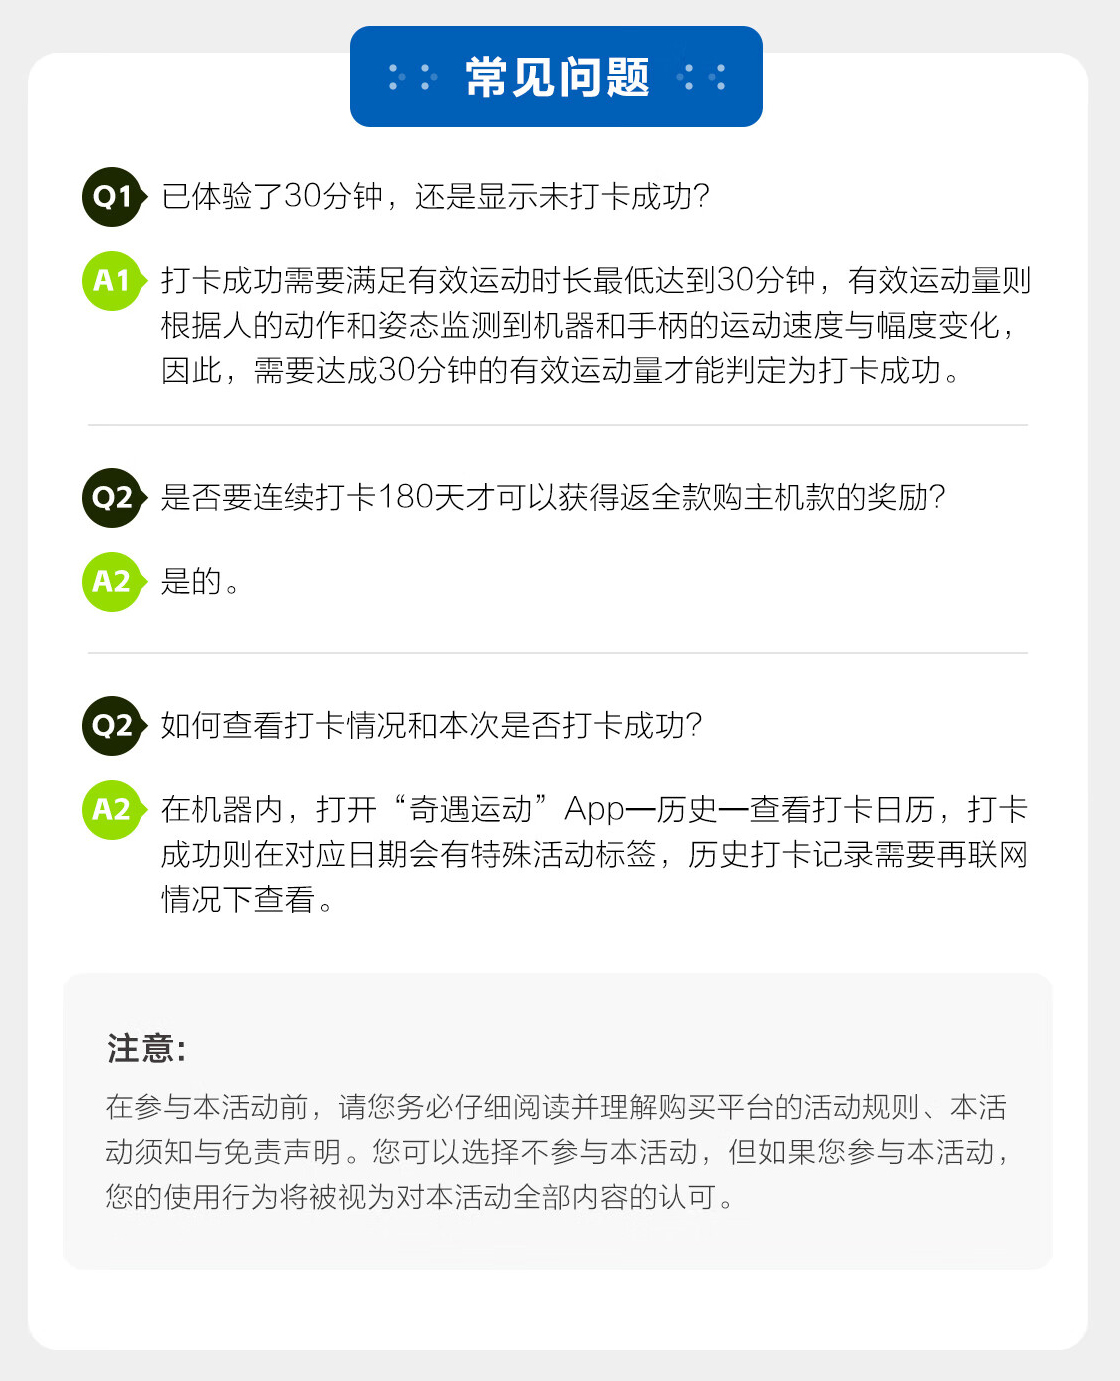 常见问题
Q1 已体验了30分钟，还是显示未打卡成功？
A1 打卡成功需要满足有效运动时长最低达到30分钟，有效运动量则
根据人的动作和姿态监测到机器和手柄的运动速度与幅度变化，
因此，需要达成30分钟的有效运动量才能判定为打卡成功。
Q2 是否要连续打卡180天才可以获得返全款购主机款的奖励？
A2 是的。
Q2 如何查看打卡情况和本次是否打卡成功？
A2 在机器内，打开“奇遇运动”App—历史—查看打卡日历，打卡
成功则在对应日期会有特殊活动标签，历史打卡记录需要再联网
情况下查看。
注意：
在参与本活动前，请您务必仔细阅读并理解购买平台的活动规则、本活
动须知与免责声明。您可以选择不参与本活动，但如果您参与本活动，
您的使用行为将被视为对本活动全部内容的认可。